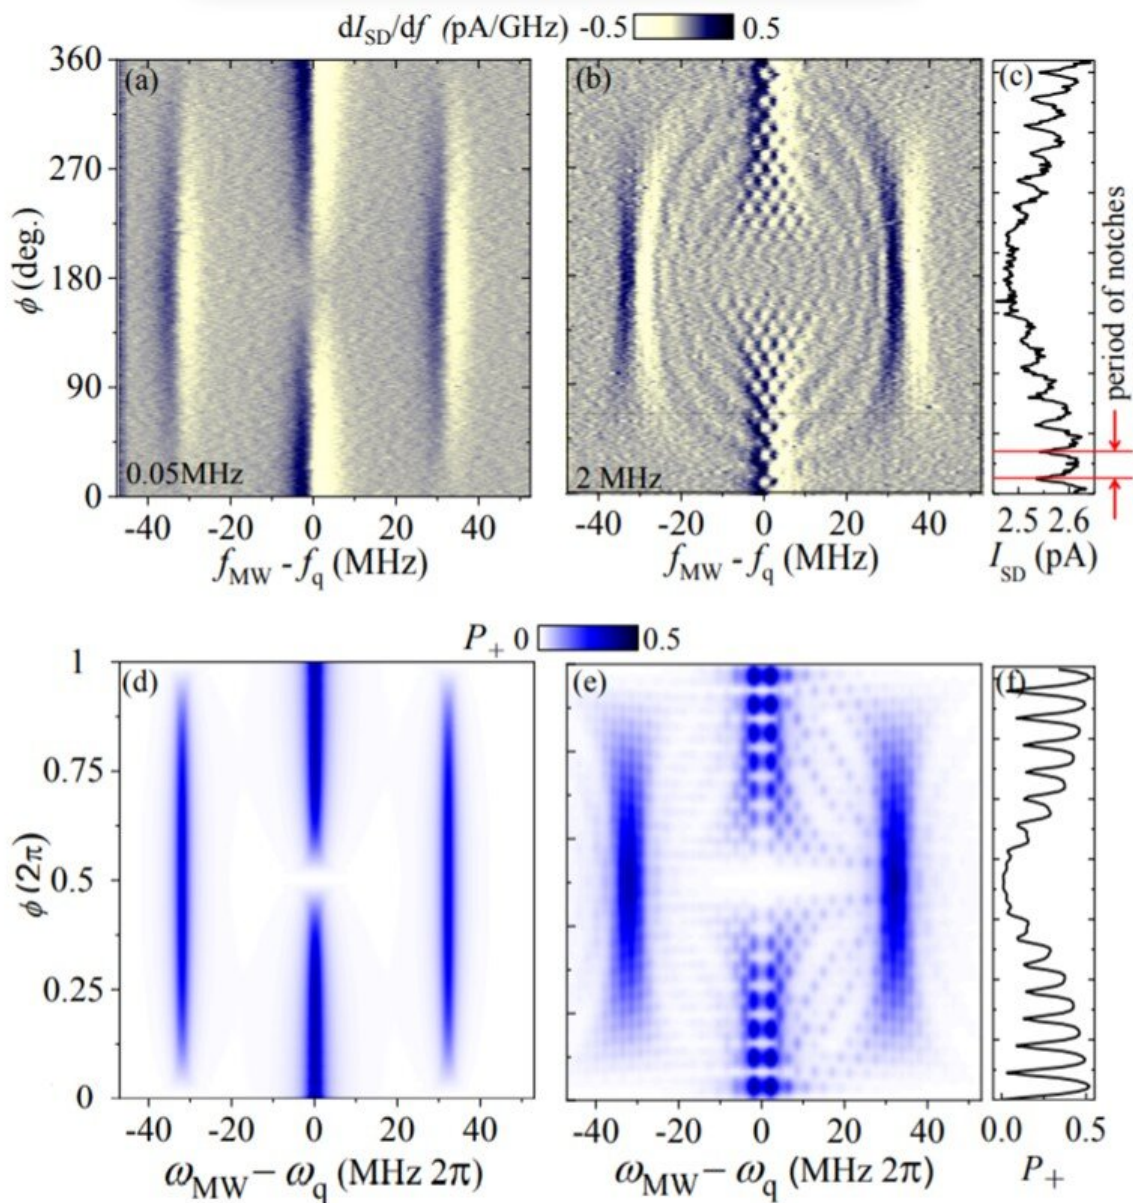 dI_SD/df (pA/GHz) -0.5 0.5
(a) (b) (c)
360
270
180
90
0
ϕ (deg.)
0.05MHz
2 MHz
-40 -20 0 20 40
-40 -20 0 20 40
2.5 2.6
f_MW - f_q (MHz)
f_MW - f_q (MHz)
I_SD (pA)
period of notches
P_+ 0 0.5
(d) (e) (f)
1
0.75
0.5
0.25
0
ϕ (2π)
-40 -20 0 20 40
-40 -20 0 20 40
0.0 0.5
ω_MW − ω_q (MHz 2π)
ω_MW − ω_q (MHz 2π)
P_+